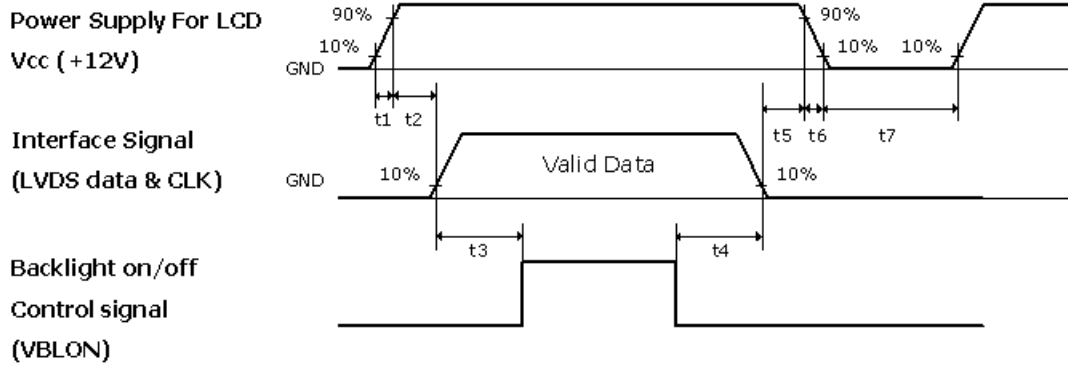 Power Supply For LCD
Vcc (+12V)
90%
10%
GND
90%
10%
10%
t1
t2
t5
t6
t7
Interface Signal
(LVDS data & CLK)
GND
10%
Valid Data
10%
t3
t4
Backlight on/off
Control signal
(VBLON)